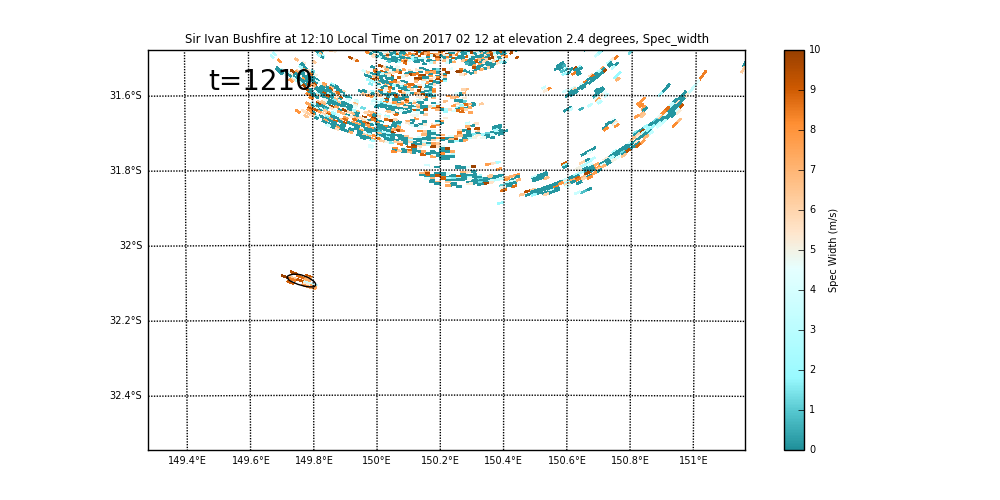 Sir Ivan Bushfire at 12:10 Local Time on 2017 02 12 at elevation 2.4 degrees, Spec_width
t=1210
31.6°S
31.8°S
32°S
32.2°S
32.4°S
149.4°E 149.6°E 149.8°E 150°E 150.2°E 150.4°E 150.6°E 150.8°E 151°E
10
9
8
7
6
5
4
3
2
1
0
Spec Width (m/s)